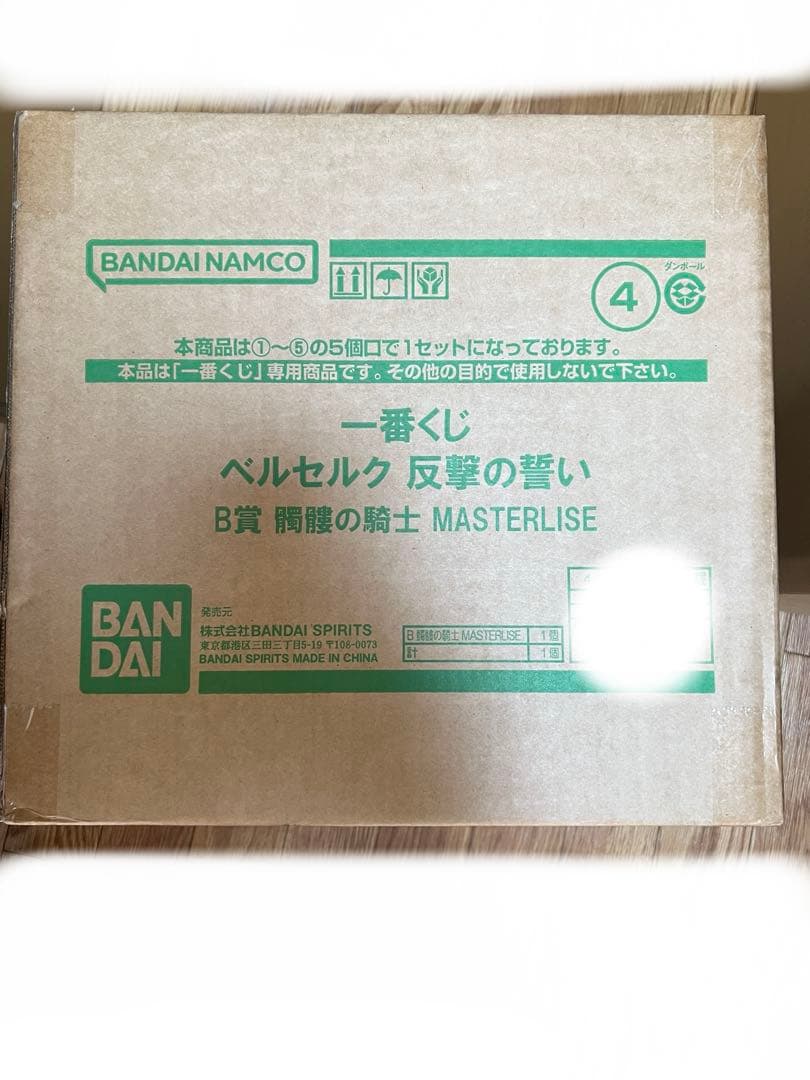 BANDAI NAMCO
4
ダンボール
本商品は①〜⑤の5個口で1セットになっております。
本品は「一番くじ」専用商品です。その他の目的で使用しないで下さい。
一番くじ
ベルセルク 反撃の誓い
B賞 髑髏の騎士 MASTERLISE
BAN
DAI
発売元
株式会社BANDAI SPIRITS
東京都港区三田三丁目5-19 〒108-0073
BANDAI SPIRITS MADE IN CHINA
B 髑髏の騎士 MASTERLISE 1個
計 1個